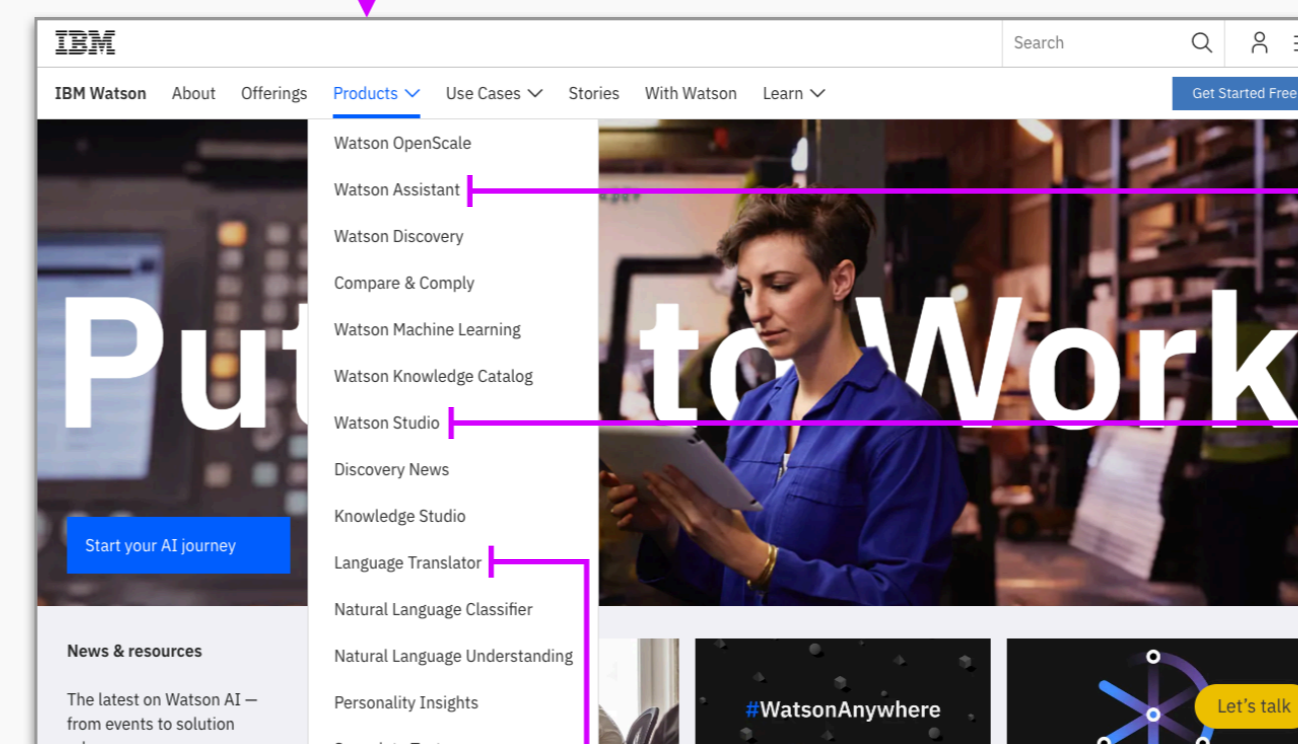 IBM
Search
IBM Watson About Offerings Products Use Cases Stories With Watson Learn Get Started Free
Watson OpenScale
Watson Assistant
Watson Discovery
Compare & Comply
Watson Machine Learning
Watson Knowledge Catalog
Watson Studio
Discovery News
Knowledge Studio
Language Translator
Natural Language Classifier
Natural Language Understanding
Personality Insights
Put to Work
Start your AI journey
News & resources
The latest on Watson AI —
from events to solution
#WatsonAnywhere
Let's talk